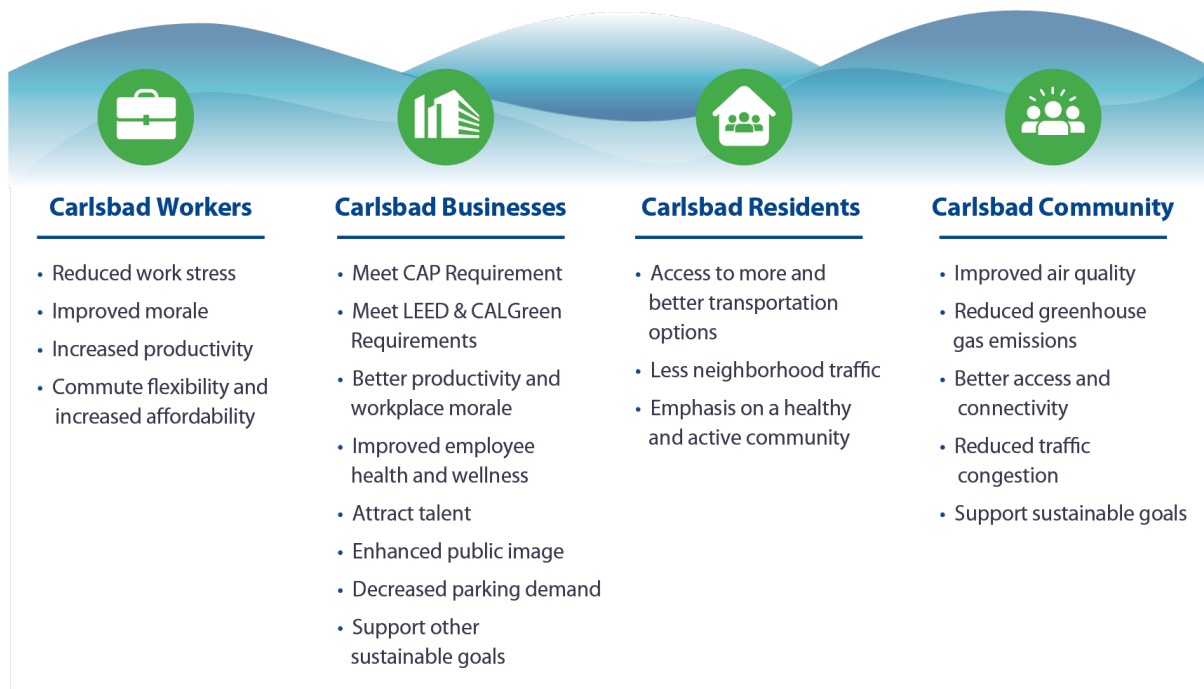 Carlsbad Workers
• Reduced work stress
• Improved morale
• Increased productivity
• Commute flexibility and
increased affordability
Carlsbad Businesses
• Meet CAP Requirement
• Meet LEED & CALGreen
Requirements
• Better productivity and
workplace morale
• Improved employee
health and wellness
• Attract talent
• Enhanced public image
• Decreased parking demand
• Support other
sustainable goals
Carlsbad Residents
• Access to more and
better transportation
options
• Less neighborhood traffic
• Emphasis on a healthy
and active community
Carlsbad Community
• Improved air quality
• Reduced greenhouse
gas emissions
• Better access and
connectivity
• Reduced traffic
congestion
• Support sustainable goals